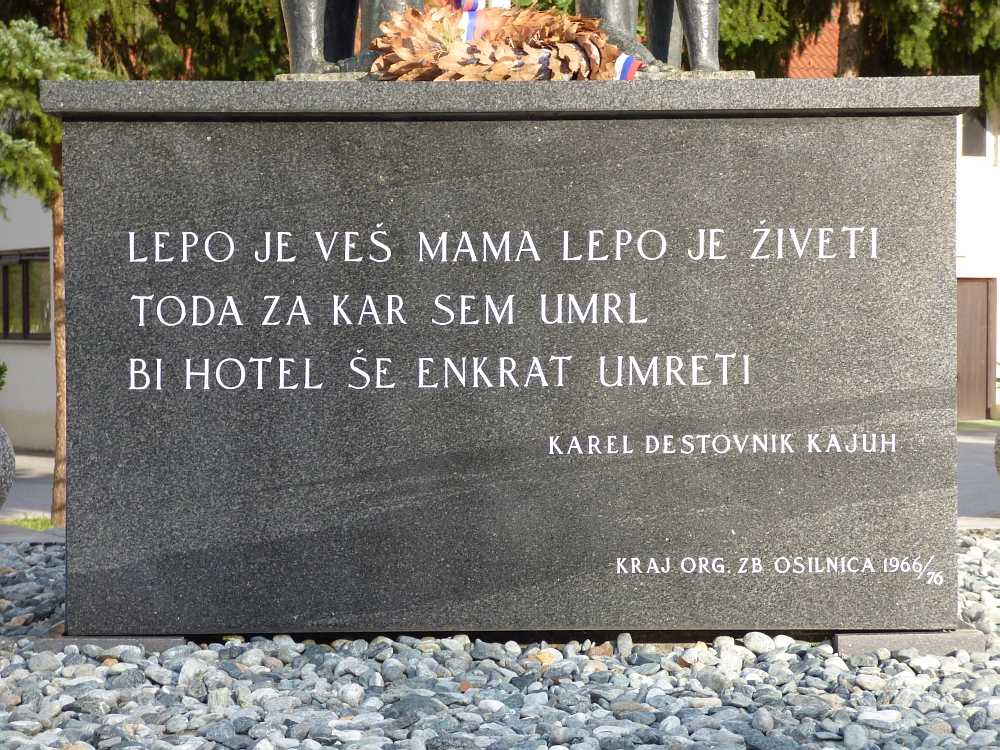 LEPO JE VEŠ MAMA LEPO JE ŽIVETI
TODA ZA KAR SEM UMRL
BI HOTEL ŠE ENKRAT UMRETI
KAREL DESTOVNIK KAJUH
KRAJ ORG. ZB OSILNICA 1966/76